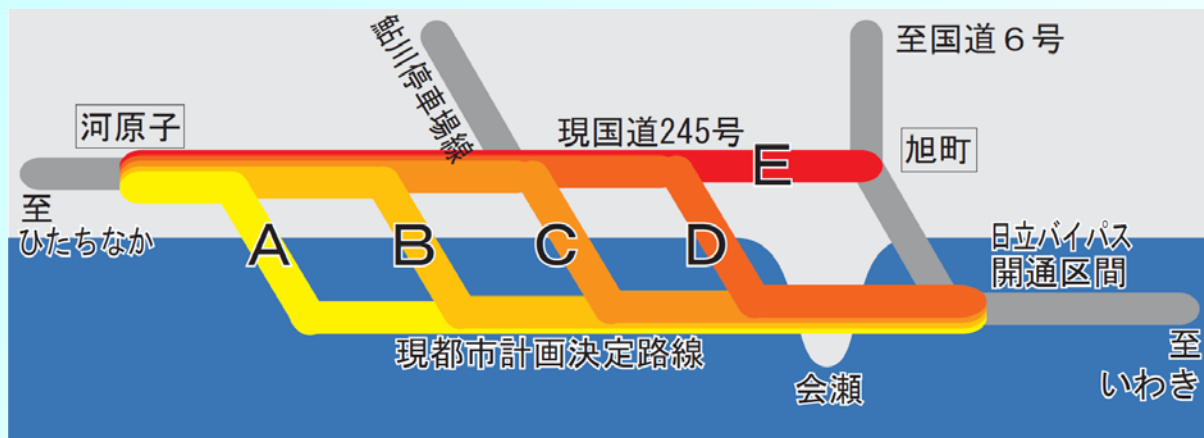 鮎川停車場線
至国道６号
河原子
現国道245号
旭町
E
至
ひたちなか
A
B
C
D
日立バイパス
開通区間
現都市計画決定路線
会瀬
至
いわき